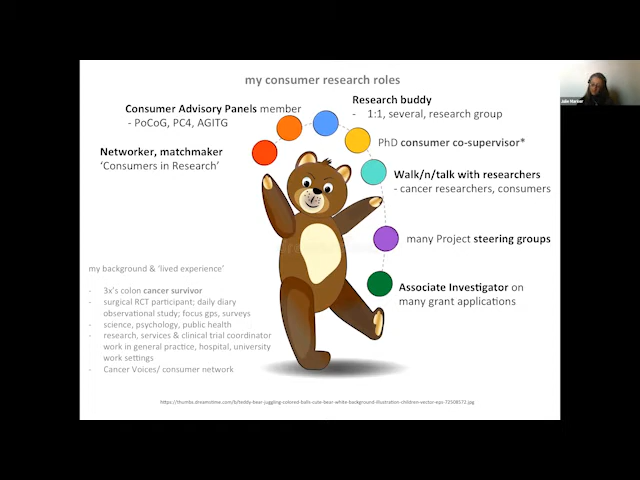 my consumer research roles
Consumer Advisory Panels member
- PoCoG, PC4, AGITG
Research buddy
- 1:1, several, research group
Networker, matchmaker
'Consumers in Research'
PhD consumer co-supervisor*
Walk/n/talk with researchers
- cancer researchers, consumers
many Project steering groups
Associate Investigator on
many grant applications
my background & 'lived experience'
- 3x's colon cancer survivor
- surgical RCT participant; daily diary
observational study; focus gps, surveys
- science, psychology, public health
- research, services & clinical trial coordinator
work in general practice, hospital, university
work settings
- Cancer Voices/ consumer network
https://thumbs.dreamstime.com/b/teddy-bear-juggling-colored-balls-cute-bear-white-background-illustration-children-vector-eps-72508572.jpg
Julie Marker